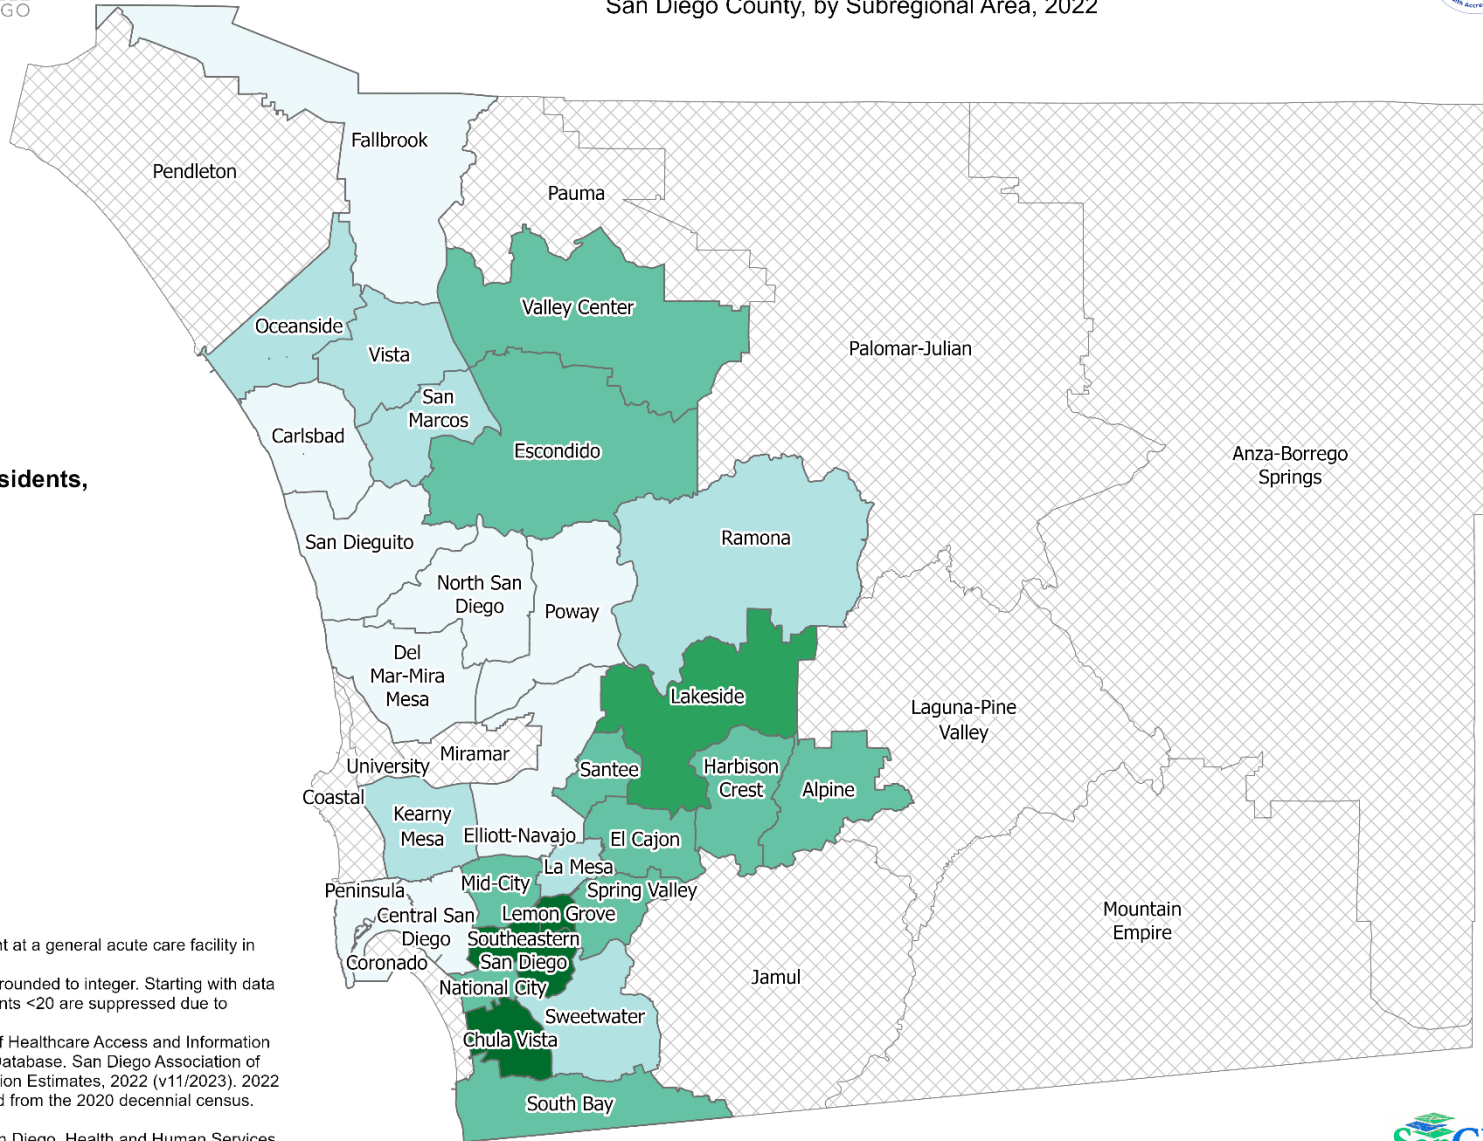 GO
San Diego County, by Subregional Area, 2022
Fallbrook
Pendleton
Pauma
Valley Center
Oceanside
Vista
Palomar-Julian
San
Marcos
Carlsbad
Escondido
Anza-Borrego
Springs
sidents,
San Dieguito
Ramona
North San
Diego
Poway
Del
Mar-Mira
Mesa
Lakeside
Laguna-Pine
Valley
Miramar
University
Santee
Harbison
Crest
Alpine
Coastal
Kearny
Mesa
Elliott-Navajo
El Cajon
La Mesa
Mid-City
Spring Valley
Peninsula
Central San
Diego
Lemon Grove
Mountain
Empire
Southeastern
San Diego
Coronado
Jamul
National City
Sweetwater
Chula Vista
South Bay
nt at a general acute care facility in
rounded to integer. Starting with data
nts <20 are suppressed due to
f Healthcare Access and Information
Database. San Diego Association of
ion Estimates, 2022 (v11/2023). 2022
d from the 2020 decennial census.
n Diego, Health and Human Services